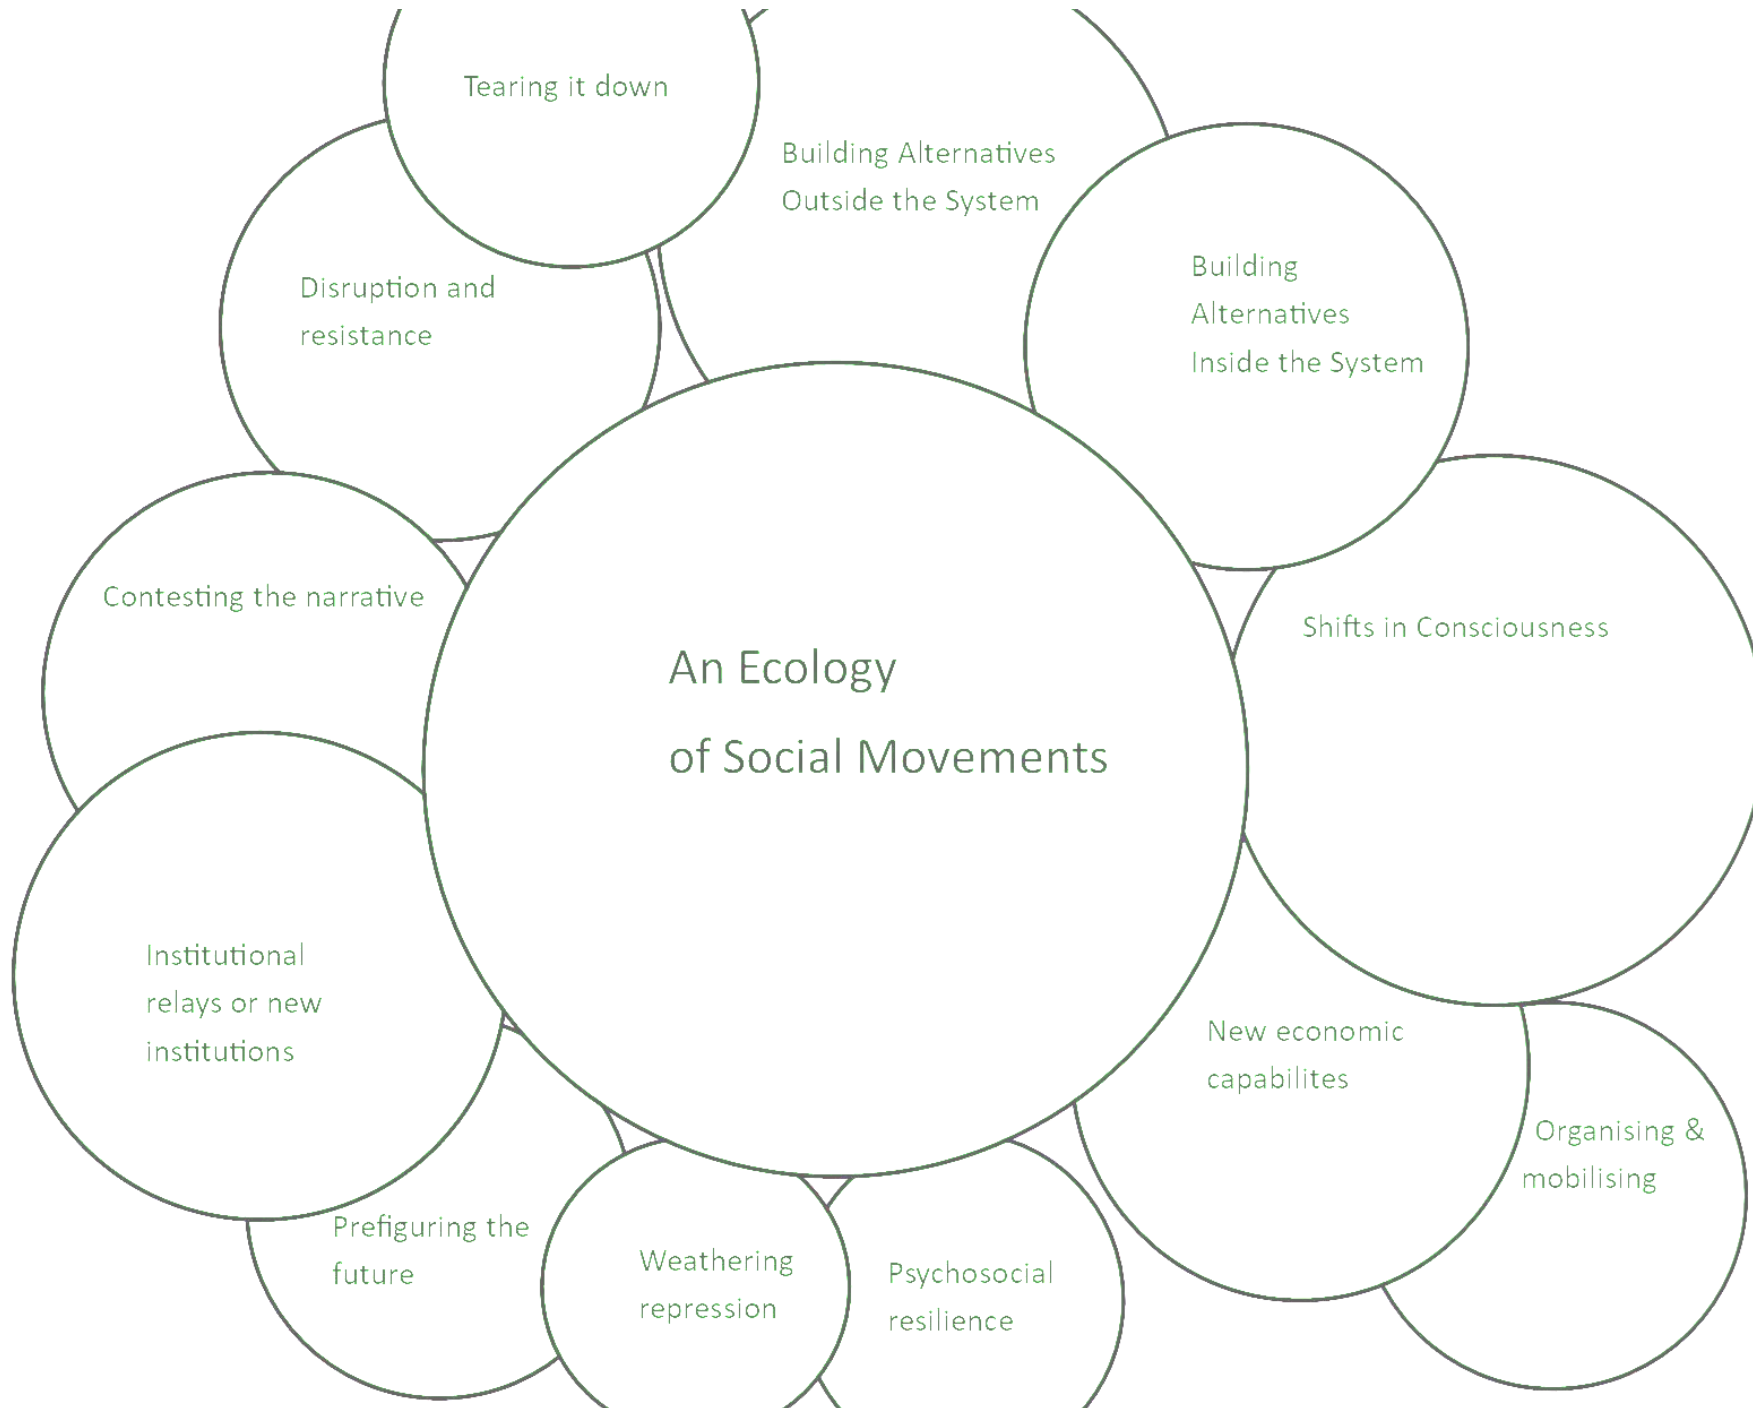 Tearing it down
Building Alternatives
Outside the System
Building
Alternatives
Inside the System
Disruption and
resistance
Contesting the narrative
Shifts in Consciousness
An Ecology
of Social Movements
Institutional
relays or new
institutions
New economic
capabilites
Organising &
mobilising
Prefiguring the
future
Weathering
repression
Psychosocial
resilience